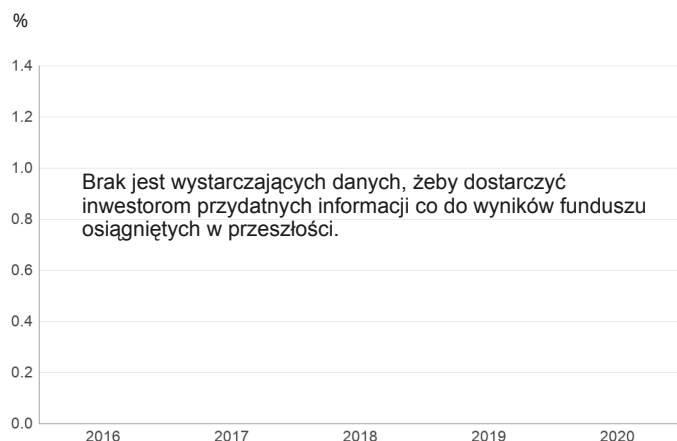 %
1.4
1.2
1.0
Brak jest wystarczających danych, żeby dostarczyć
inwestorom przydatnych informacji co do wyników funduszu
0.8
osiągniętych w przeszłości.
0.6
0.4
0.2
0.0
2016 2017 2018 2019 2020